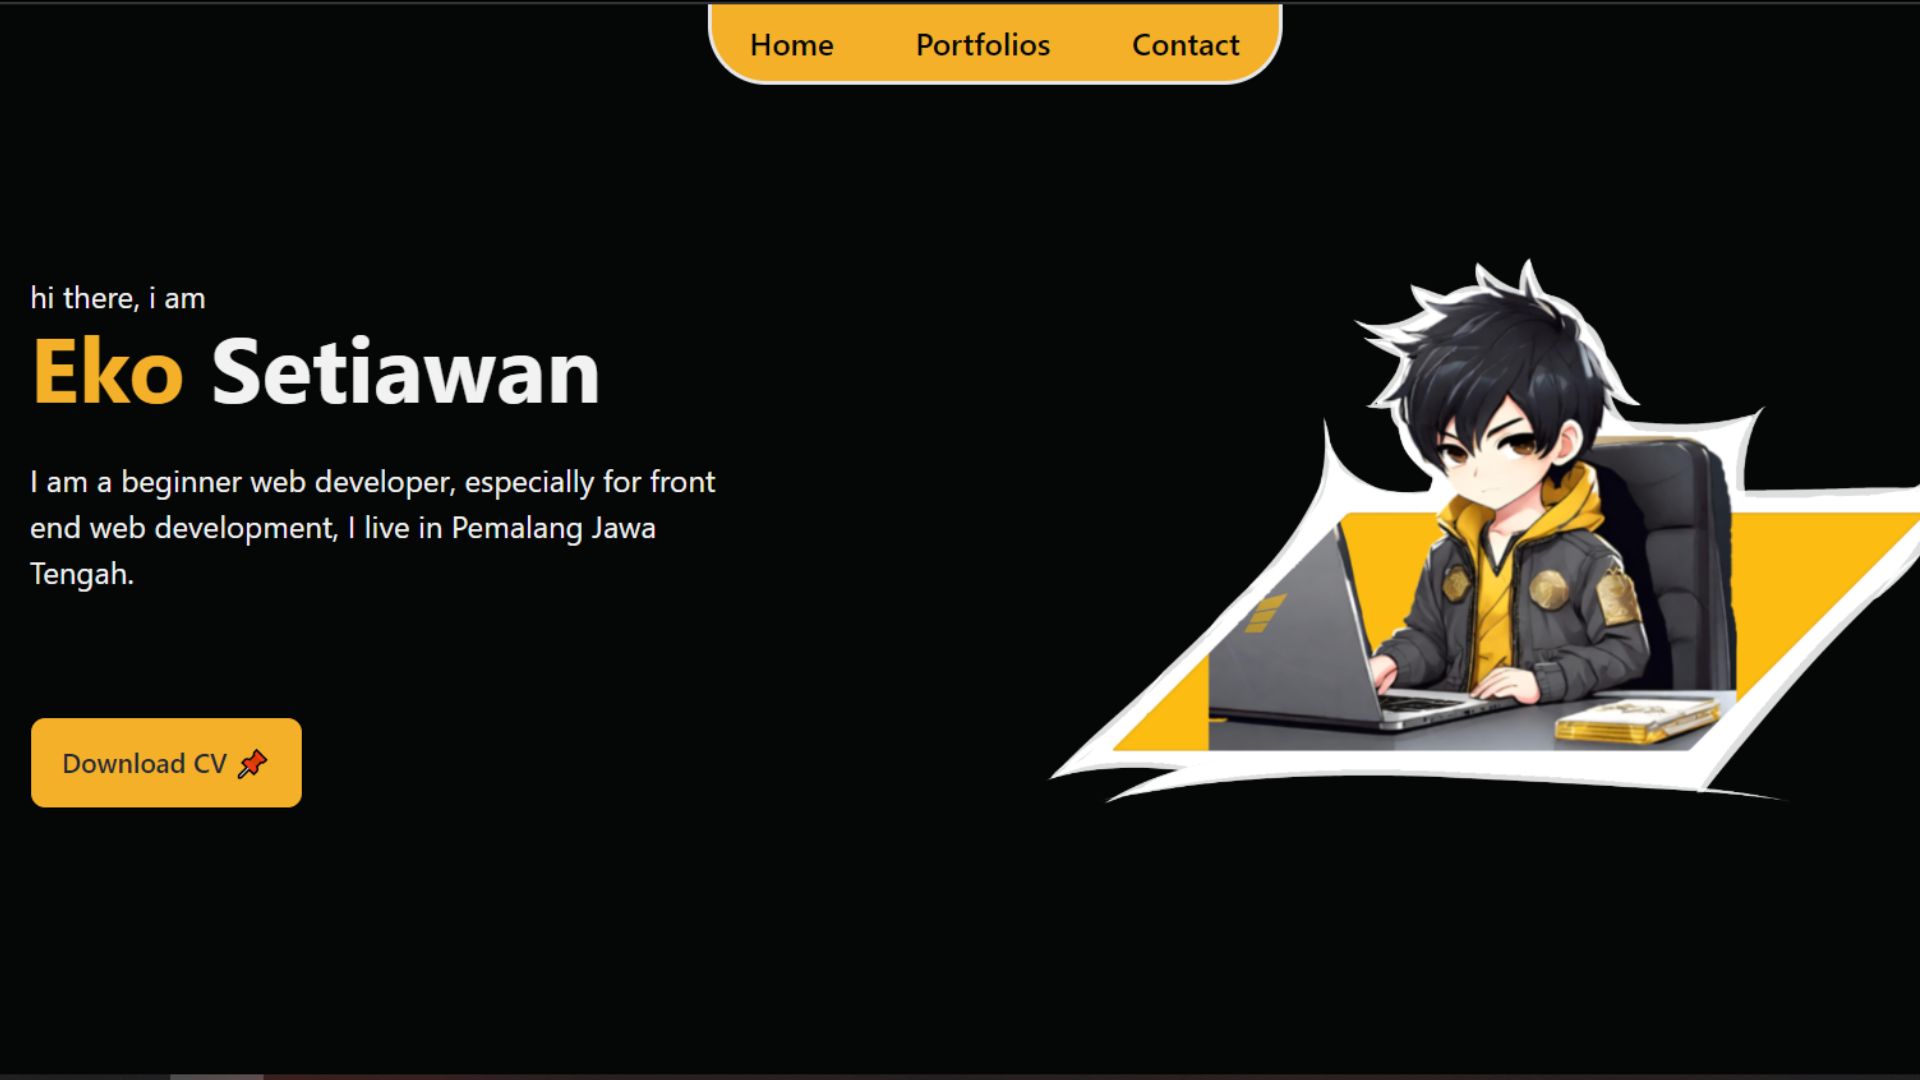 Home Portfolios Contact
hi there, i am
Eko Setiawan
I am a beginner web developer, especially for front
end web development, I live in Pemalang Jawa
Tengah.
Download CV 📌